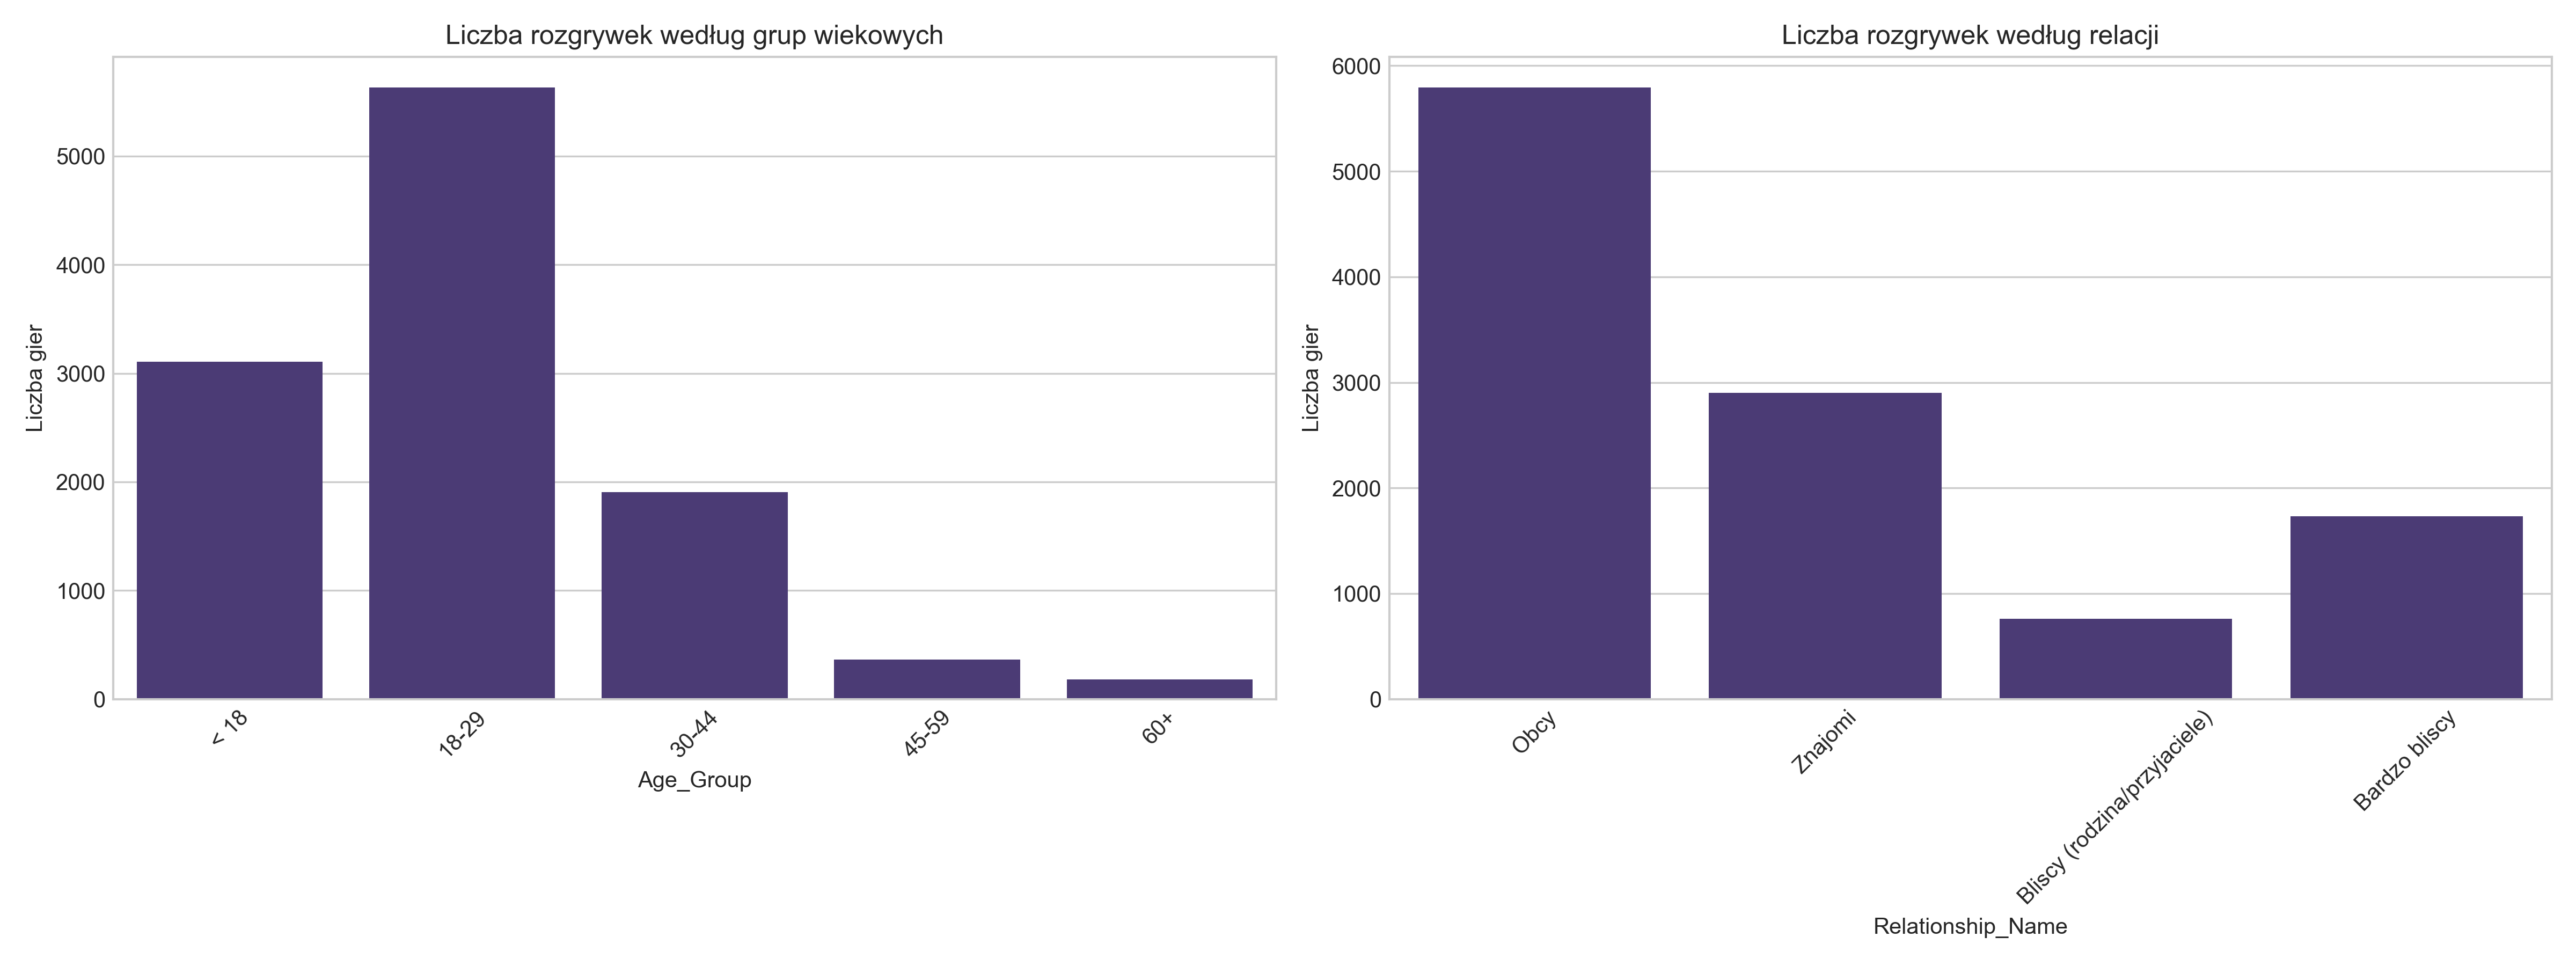 Liczba rozgrywek według grup wiekowych
Liczba gier
5000
4000
3000
2000
1000
0
< 18
18-29
30-44
45-59
60+
Age_Group
Liczba rozgrywek według relacji
Liczba gier
6000
5000
4000
3000
2000
1000
0
Obcy
Znajomi
Bliscy (rodzina/przyjaciele)
Bardzo bliscy
Relationship_Name